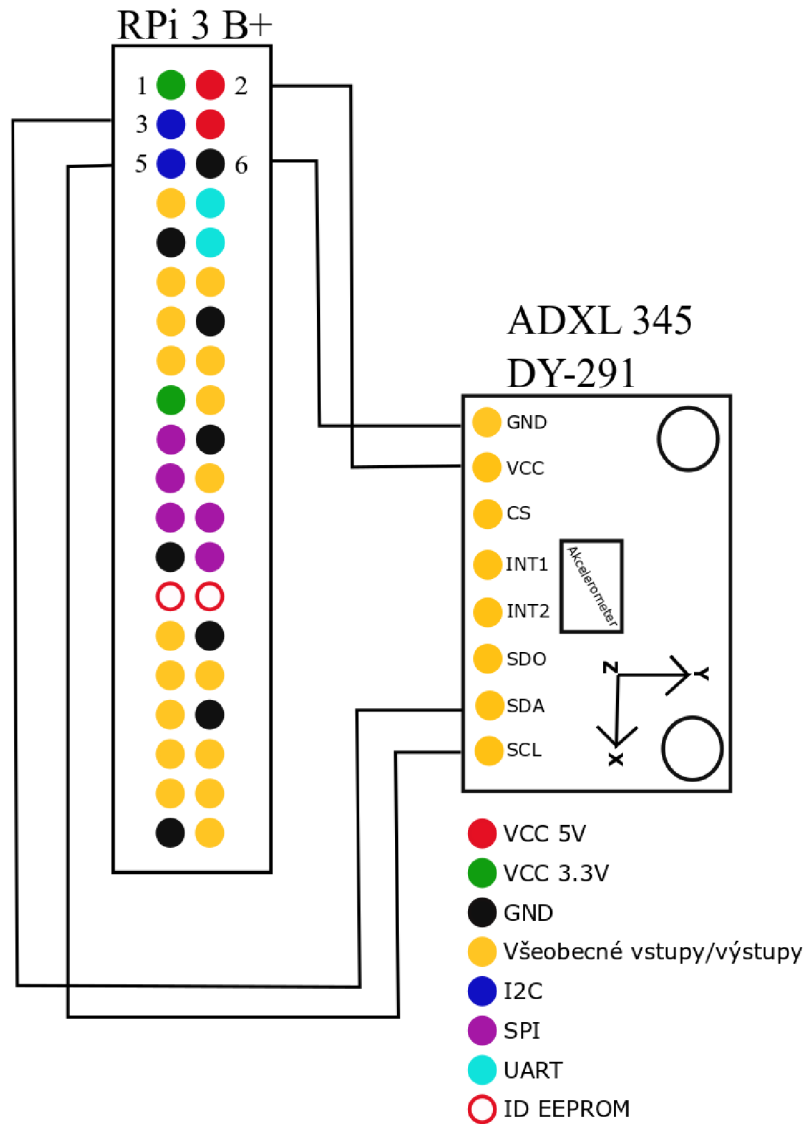 RPi 3 B+
1 2
3
5 6
ADXL 345
DY-291
GND
VCC
CS
INT1
INT2
SDO
SDA
SCL
Akcelerometer
Z
Y
X
VCC 5V
VCC 3.3V
GND
Všeobecné vstupy/výstupy
I2C
SPI
UART
ID EEPROM